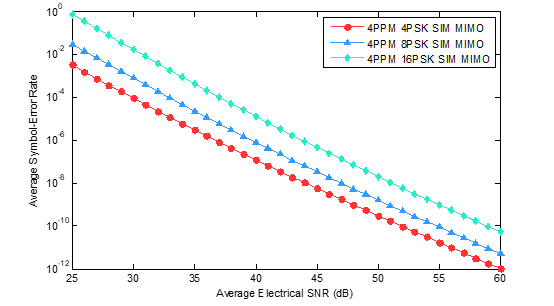 10^0
10^-2
10^-4
10^-6
10^-8
10^-10
10^-12
Average Symbol-Error Rate
4PPM 4PSK SIM MIMO
4PPM 8PSK SIM MIMO
4PPM 16PSK SIM MIMO
25 30 35 40 45 50 55 60
Average Electrical SNR (dB)